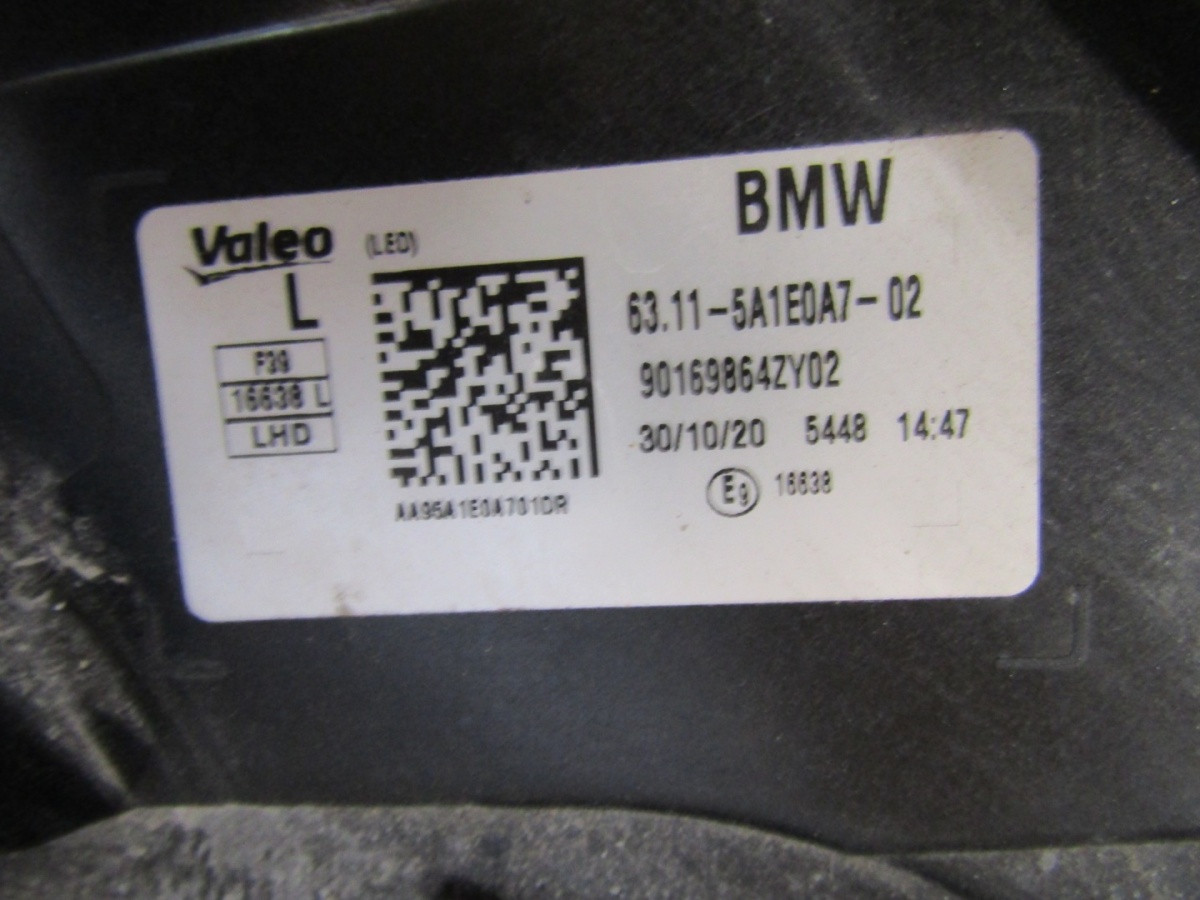 BMW
Valeo (LED)
L
F39
16638 L
LHD
AA95A1E0A701DR
63.11-5A1E0A7-02
90169864ZY02
30/10/20 5448 14:47
E9 16638